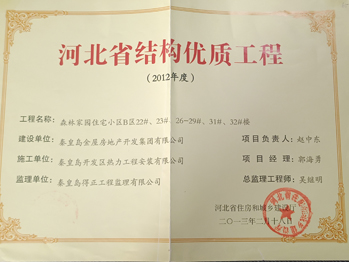 河北省结构优质工程
(2012年度)
工程名称： 森林家园住宅小区B区22#、23#、26-29#、31#、32#楼
建设单位： 秦皇岛金屋房地产开发集团有限公司 项目负责人： 赵中东
施工单位： 秦皇岛开发区热力工程安装有限公司 项目经理： 郭海勇
监理单位： 秦皇岛得正工程监理有限公司 总监理工程师： 吴继明
河北省住房和城乡建设厅
二〇一三年二月十八日